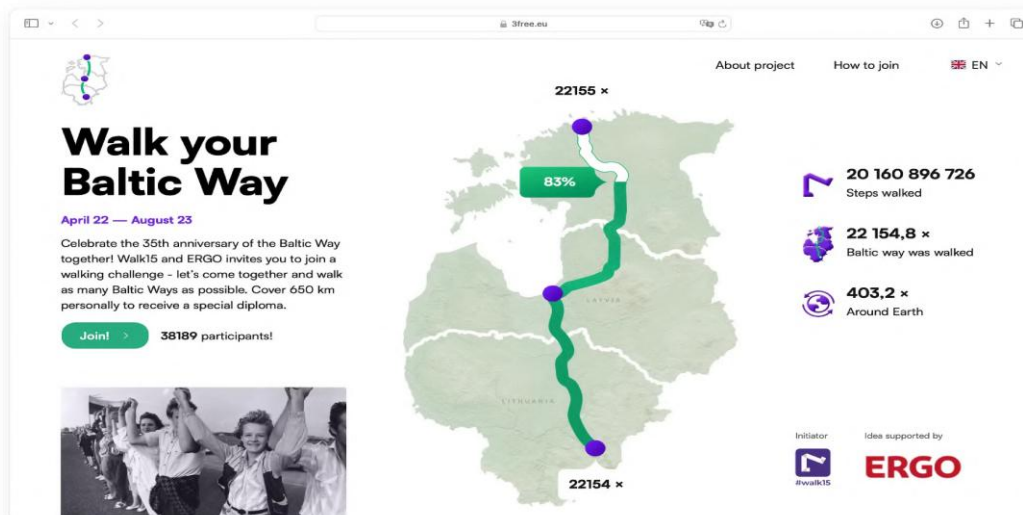 3free.eu
About project
How to join
EN
Walk your
Baltic Way
April 22 — August 23
Celebrate the 35th anniversary of the Baltic Way
together! Walk15 and ERGO invites you to join a
walking challenge - let's come together and walk
as many Baltic Ways as possible. Cover 650 km
personally to receive a special diploma.
Join!
38189 participants!
22155 ×
83%
LATVIA
LITHUANIA
22154 ×
20 160 896 726
Steps walked
22 154,8 ×
Baltic way was walked
403,2 ×
Around Earth
Initiator
#walk15
Idea supported by
ERGO